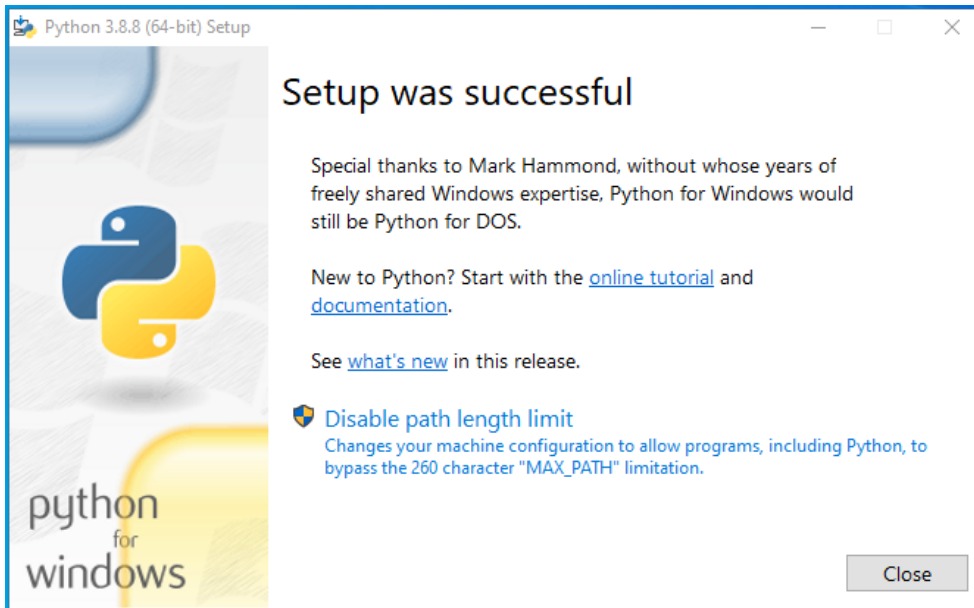 Python 3.8.8 (64-bit) Setup
Setup was successful
Special thanks to Mark Hammond, without whose years of
freely shared Windows expertise, Python for Windows would
still be Python for DOS.
New to Python? Start with the online tutorial and
documentation.
See what's new in this release.
Disable path length limit
Changes your machine configuration to allow programs, including Python, to
bypass the 260 character "MAX_PATH" limitation.
python
for
windows
Close